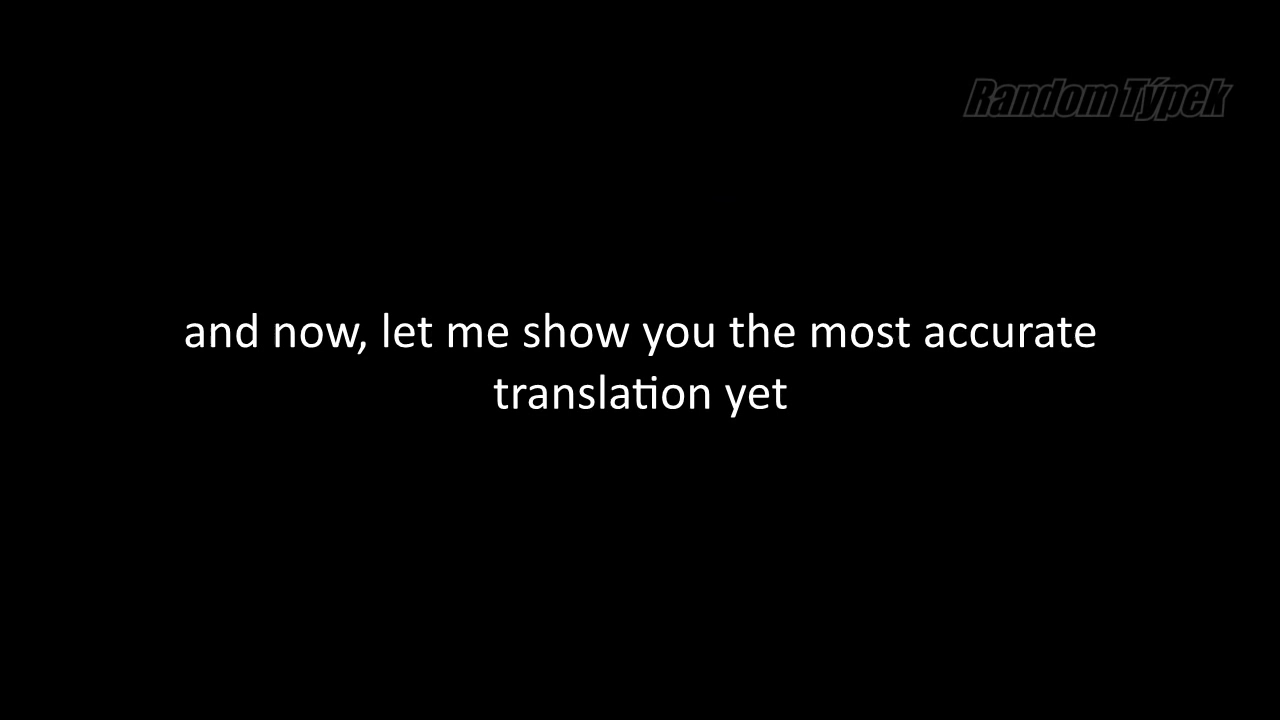 Random Týpek
and now, let me show you the most accurate
translation yet